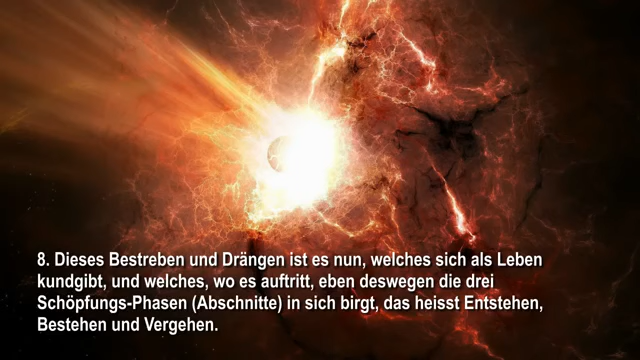 8. Dieses Bestreben und Drängen ist es nun, welches sich als Leben
kundgibt, und welches, wo es auftritt, eben deswegen die drei
Schöpfungs-Phasen (Abschnitte) in sich birgt, das heisst Entstehen,
Bestehen und Vergehen.